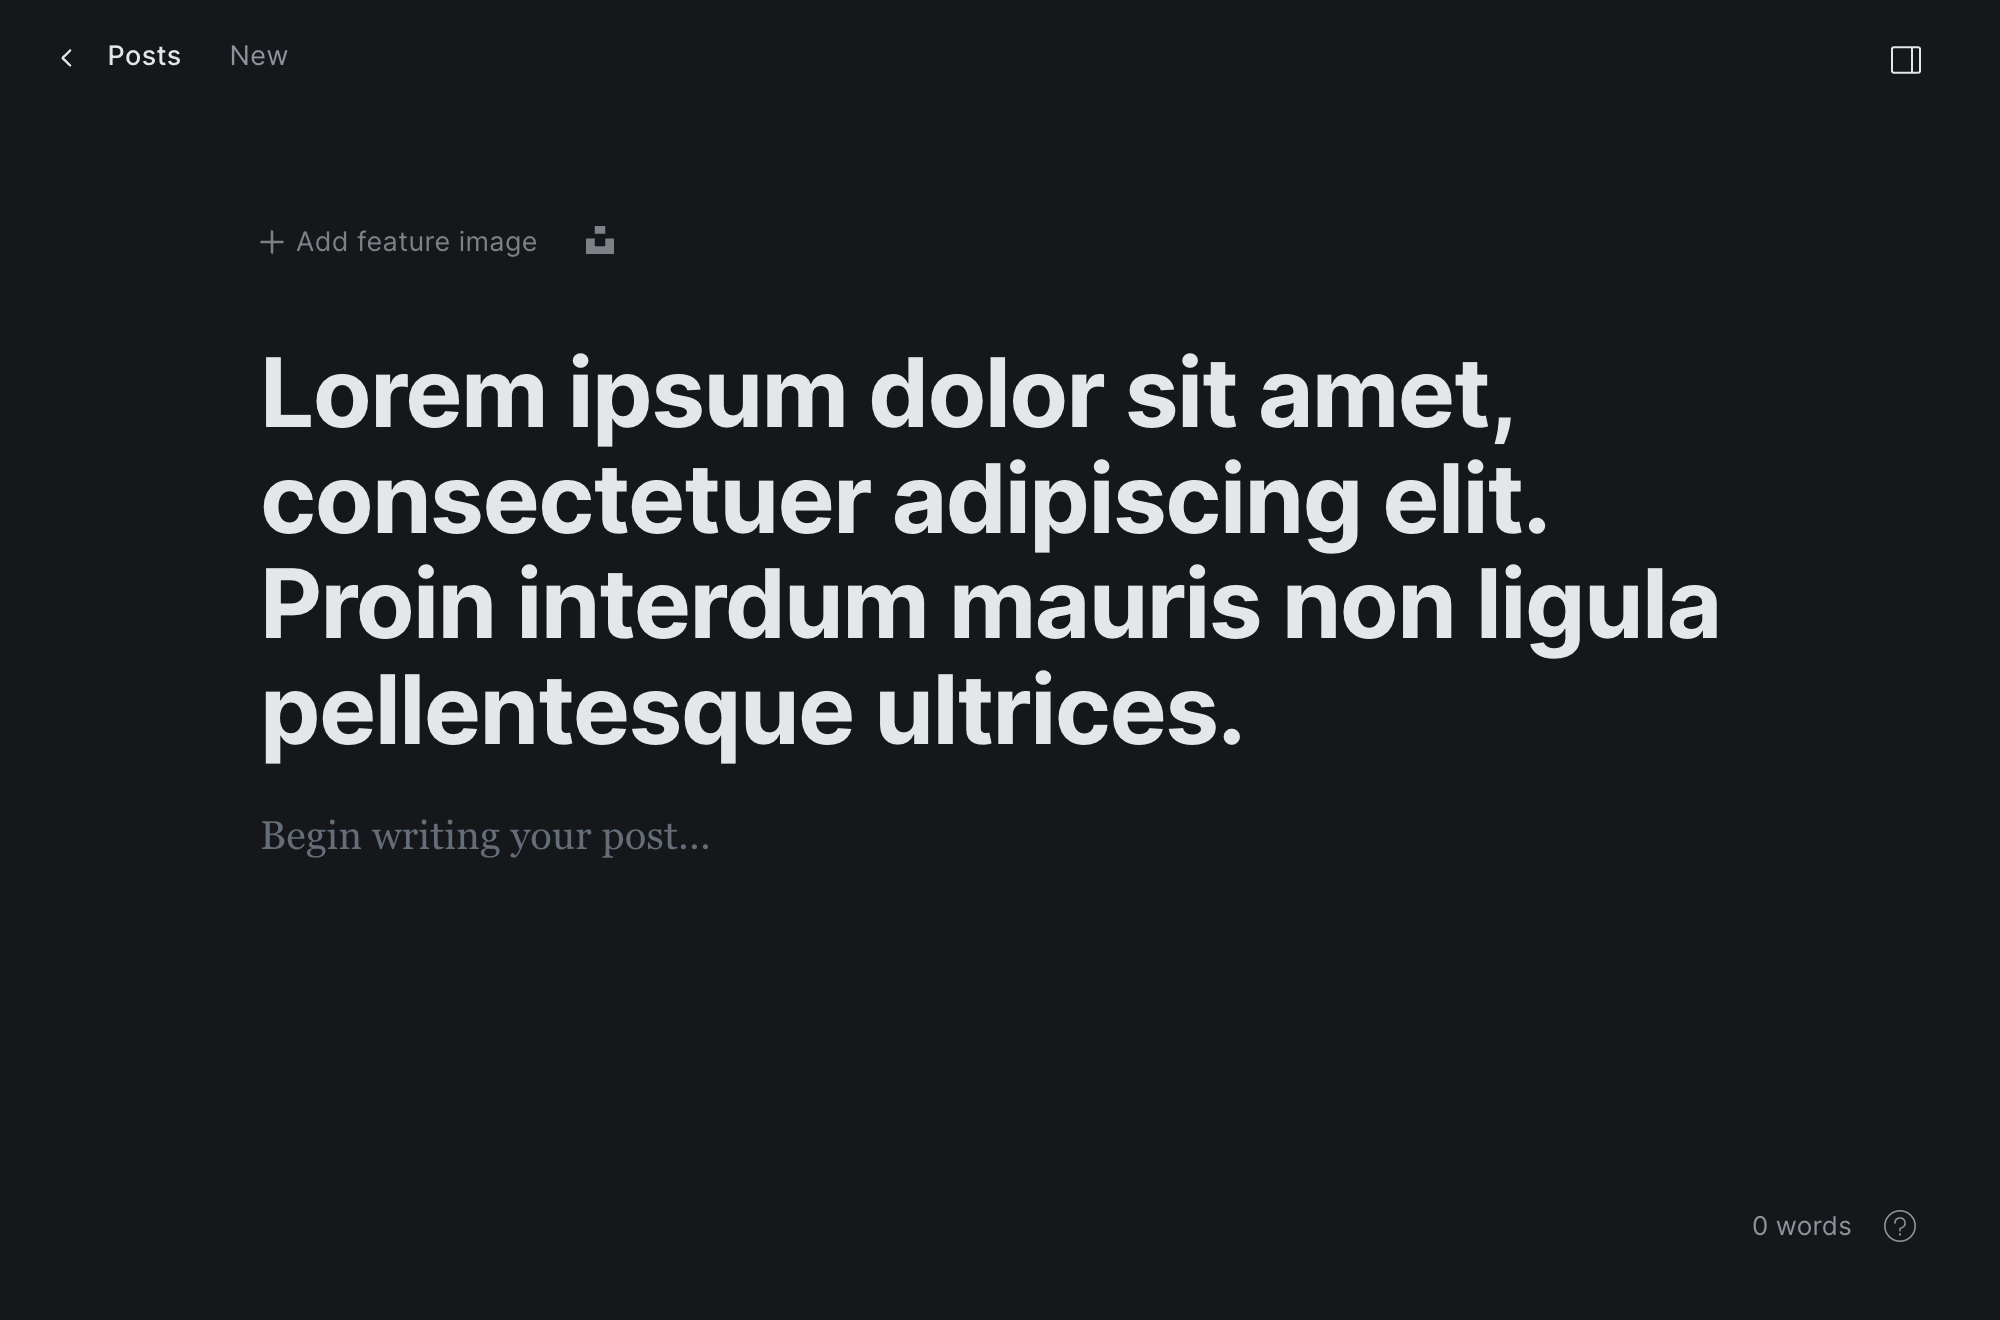 Posts New
Add feature image
Lorem ipsum dolor sit amet,
consectetuer adipiscing elit.
Proin interdum mauris non ligula
pellentesque ultrices.
Begin writing your post...
0 words ?